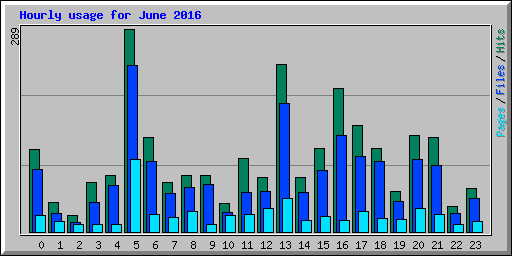 Hourly usage for June 2016
289
Pages/Files/Hits
0 1 2 3 4 5 6 7 8 9 10 11 12 13 14 15 16 17 18 19 20 21 22 23